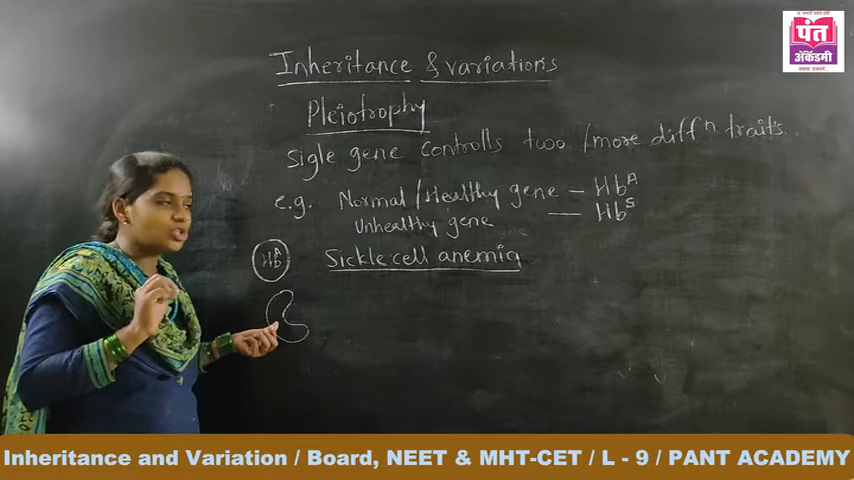 Inheritance & variations
Pleiotrophy
Sigle gene controlls two /more diffⁿ traits..
e.g. Normal/Healthy gene – Hbᴬ
Unhealthy gene — Hbˢ
Hbᴬ
Sickle cell anemia
पंत
अॅकॅडमी
Inheritance and Variation / Board, NEET & MHT-CET / L - 9 / PANT ACADEMY